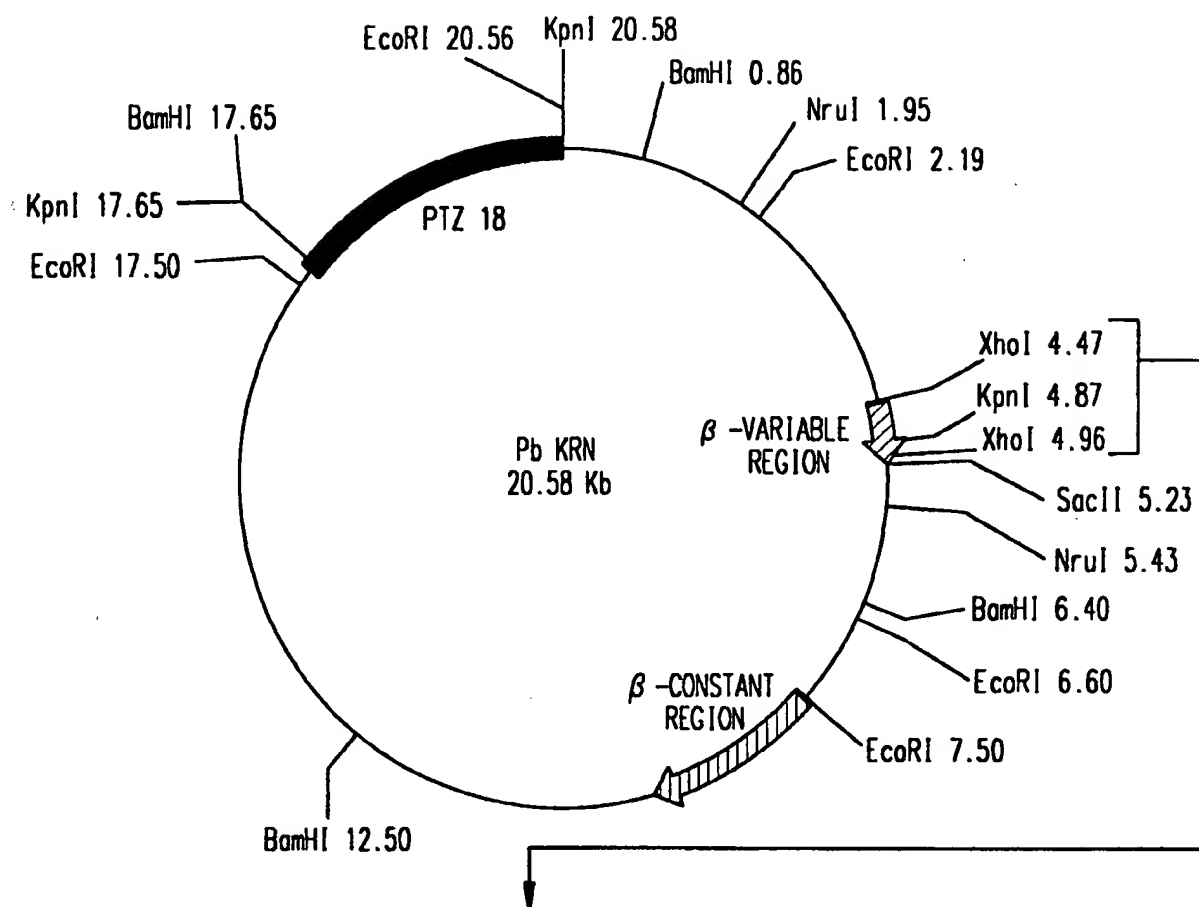 EcoRI 20.56
KpnI 20.58
BamHI 0.86
NruI 1.95
EcoRI 2.19
BamHI 17.65
KpnI 17.65
EcoRI 17.50
PTZ 18
XhoI 4.47
KpnI 4.87
XhoI 4.96
β -VARIABLE
REGION
Pb KRN
20.58 Kb
SacII 5.23
NruI 5.43
BamHI 6.40
EcoRI 6.60
β -CONSTANT
REGION
EcoRI 7.50
BamHI 12.50